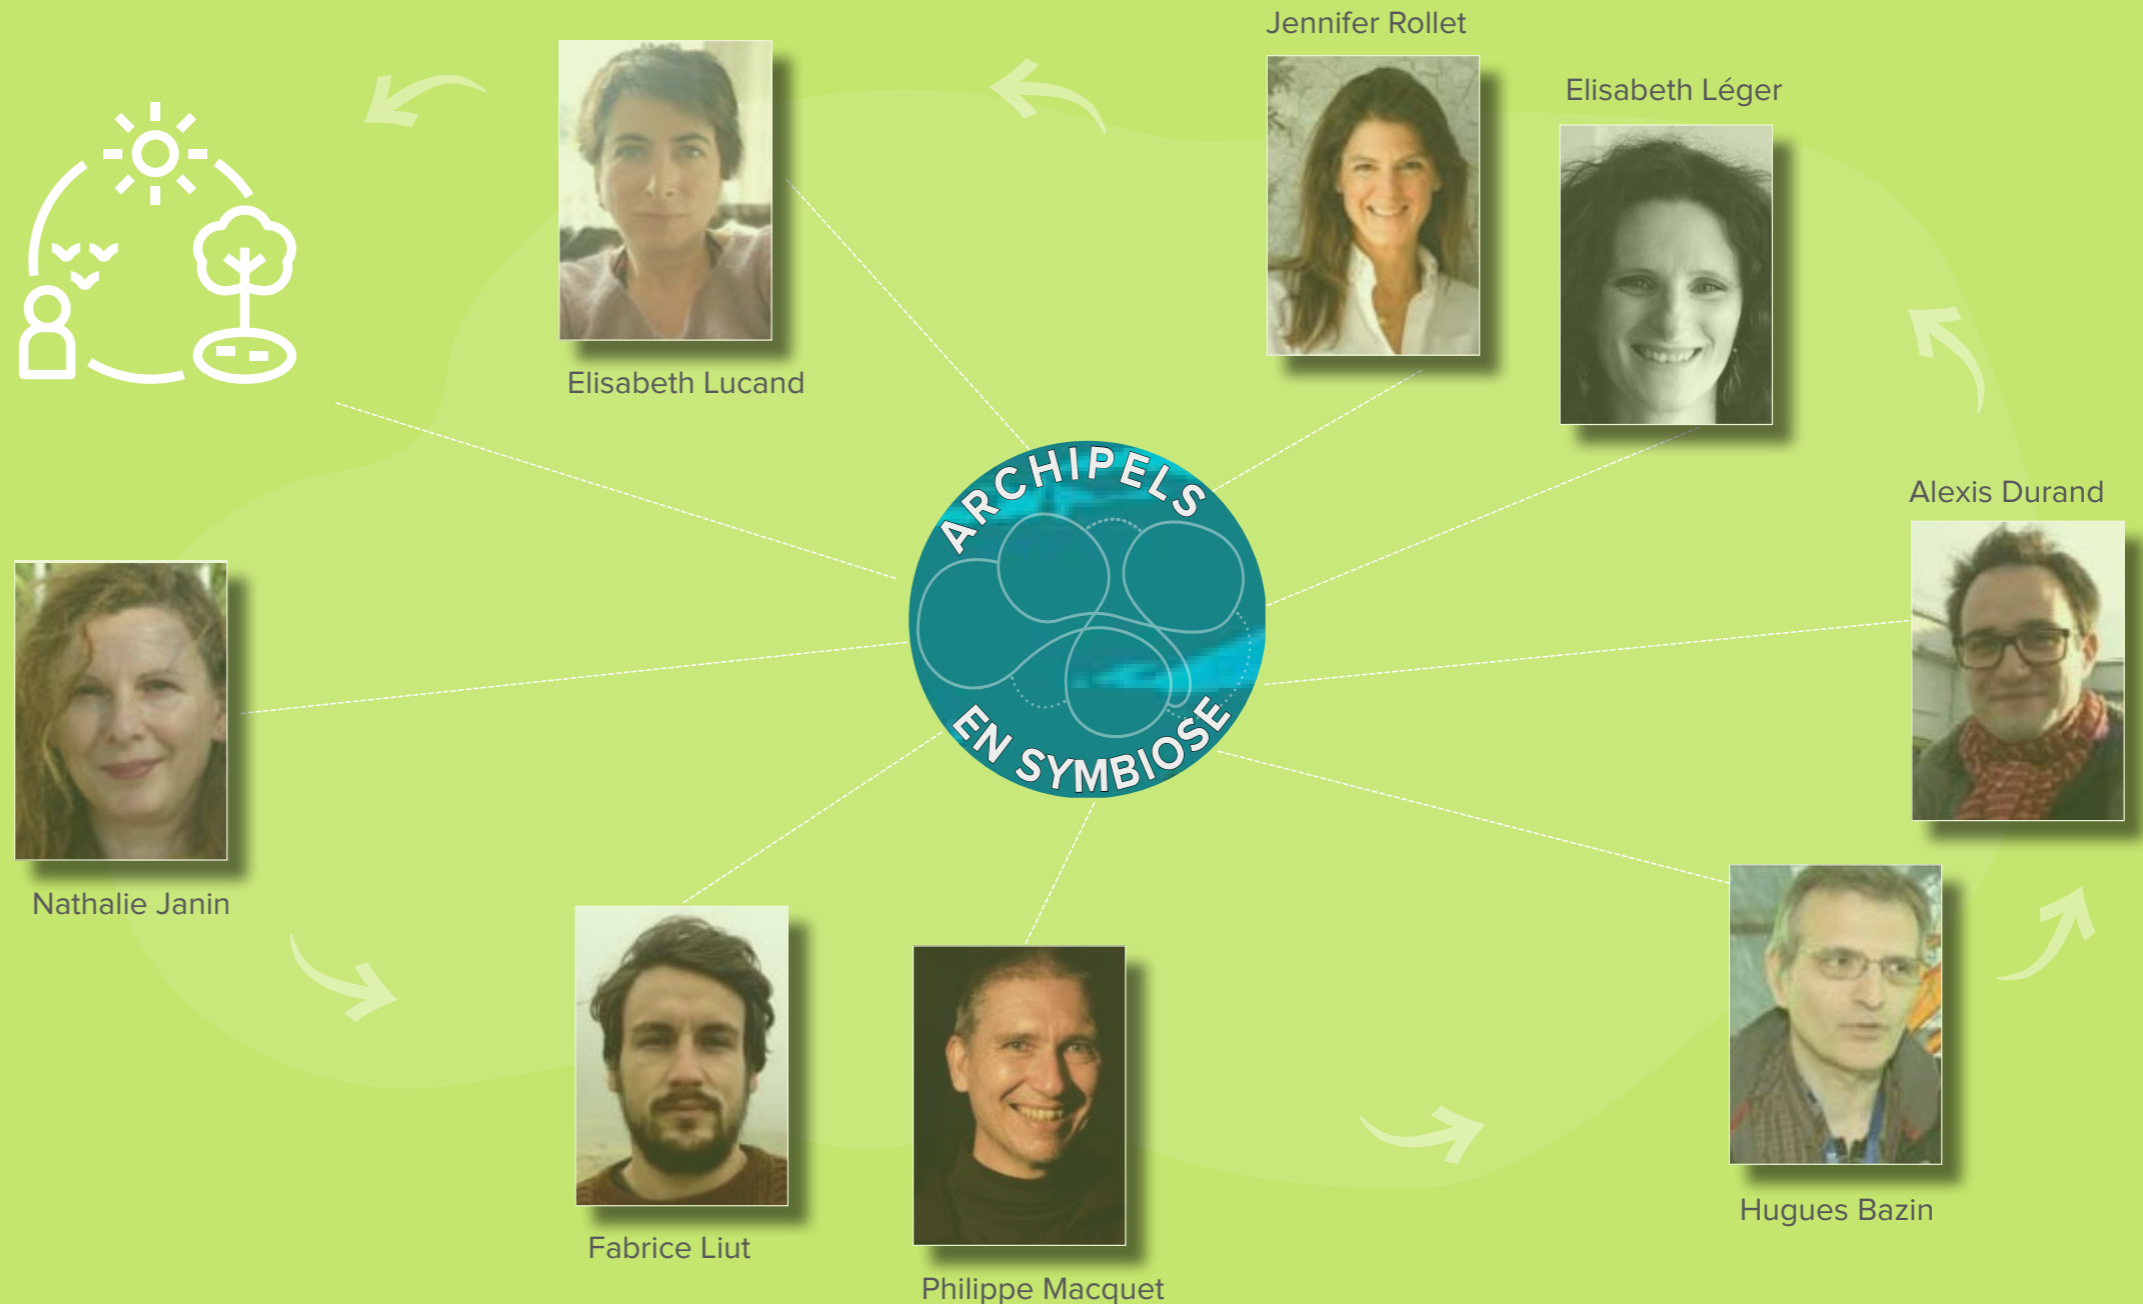 Jennifer Rollet
Elisabeth Léger
Elisabeth Lucand
ARCHIPELS
EN SYMBIOSE
Alexis Durand
Nathalie Janin
Hugues Bazin
Fabrice Liut
Philippe Macquet